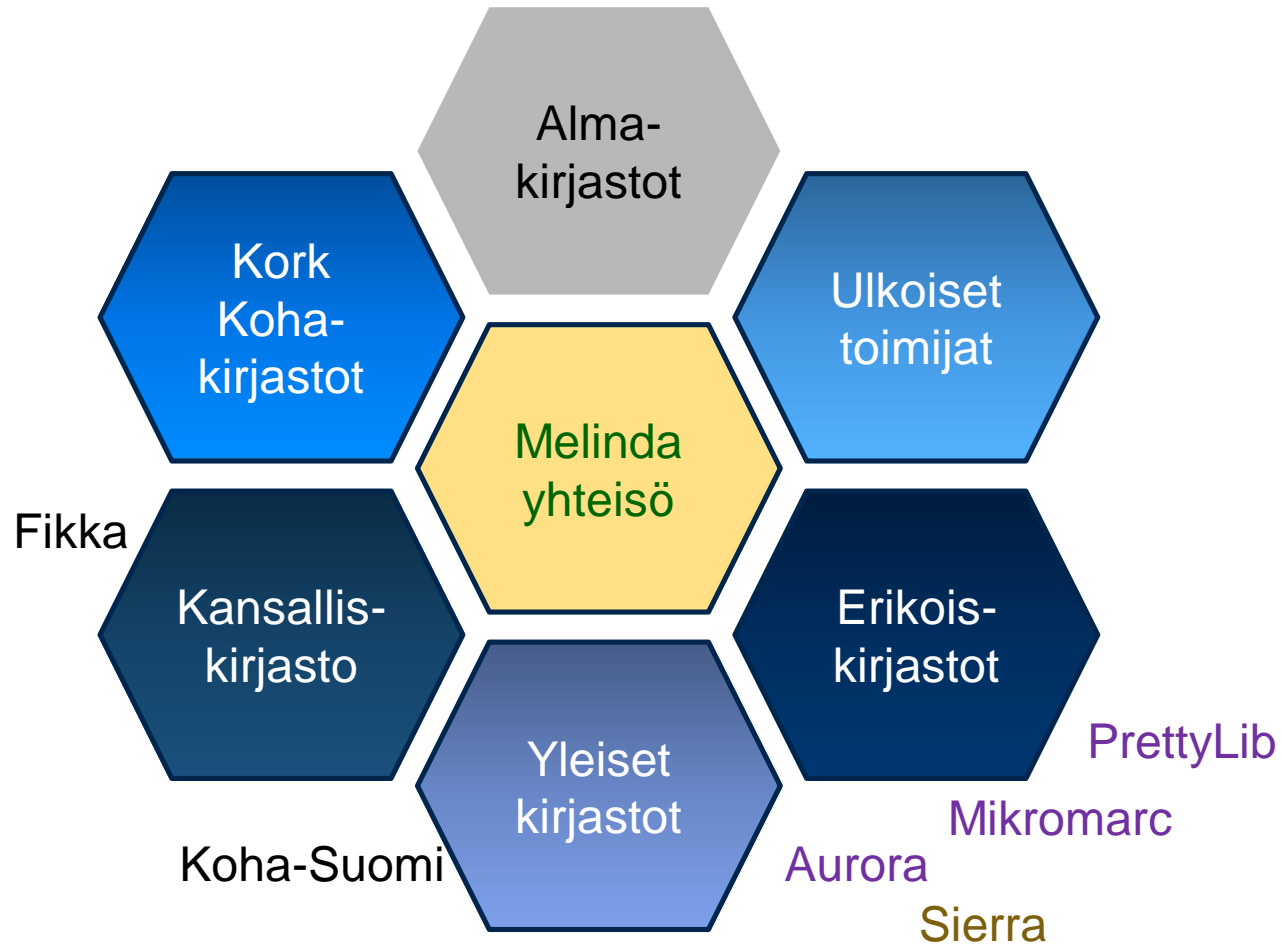 Alma-
kirjastot
Kork
Koha-
kirjastot
Ulkoiset
toimijat
Melinda
yhteisö
Fikka
Kansallis-
kirjasto
Erikois-
kirjastot
Yleiset
kirjastot
PrettyLib
Mikromarc
Koha-Suomi
Aurora
Sierra